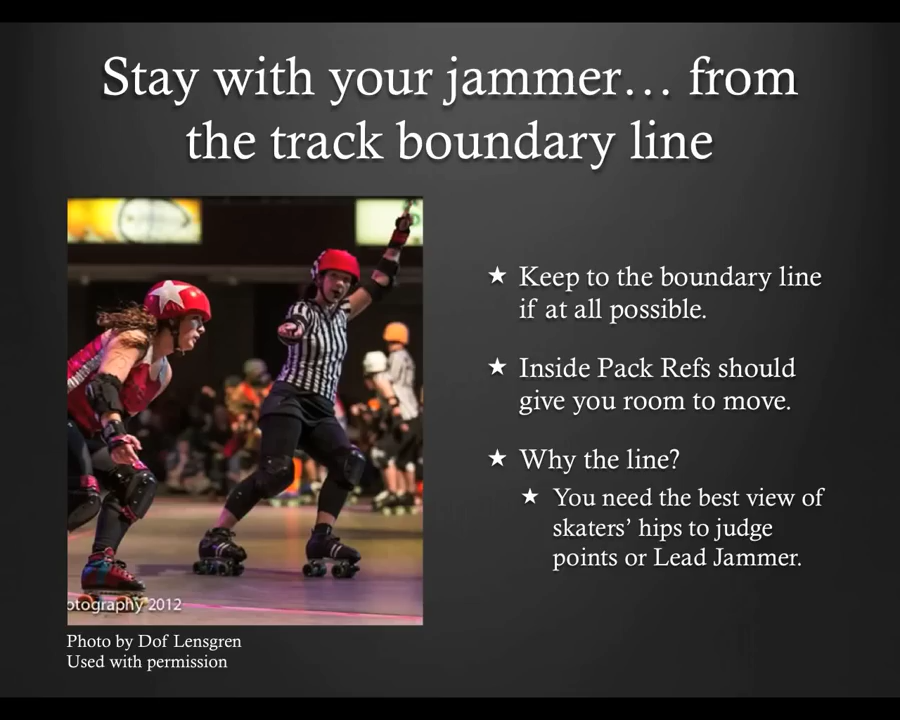 Stay with your jammer… from
the track boundary line
Keep to the boundary line
if at all possible.
Inside Pack Refs should
give you room to move.
Why the line?
You need the best view of
skaters’ hips to judge
points or Lead Jammer.
otography 2012
Photo by Dof Lensgren
Used with permission